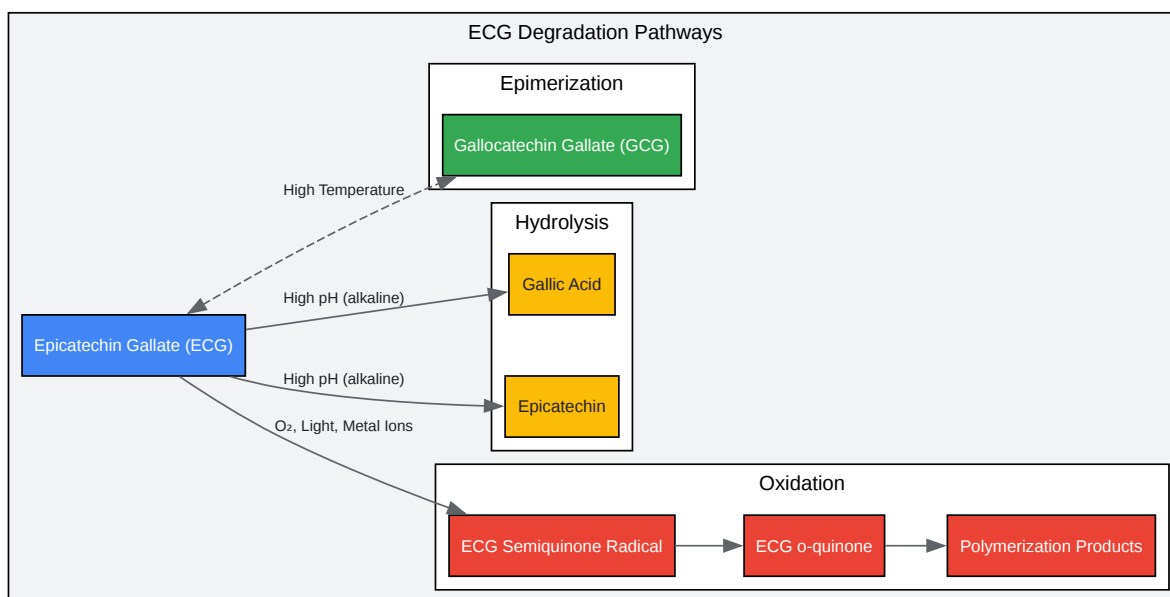 ECG Degradation Pathways
Epimerization
Gallocatechin Gallate (GCG)
High Temperature
Hydrolysis
Gallic Acid
High pH (alkaline)
Epicatechin Gallate (ECG)
High pH (alkaline)
Epicatechin
O₂, Light, Metal Ions
Oxidation
ECG Semiquinone Radical
ECG o-quinone
Polymerization Products